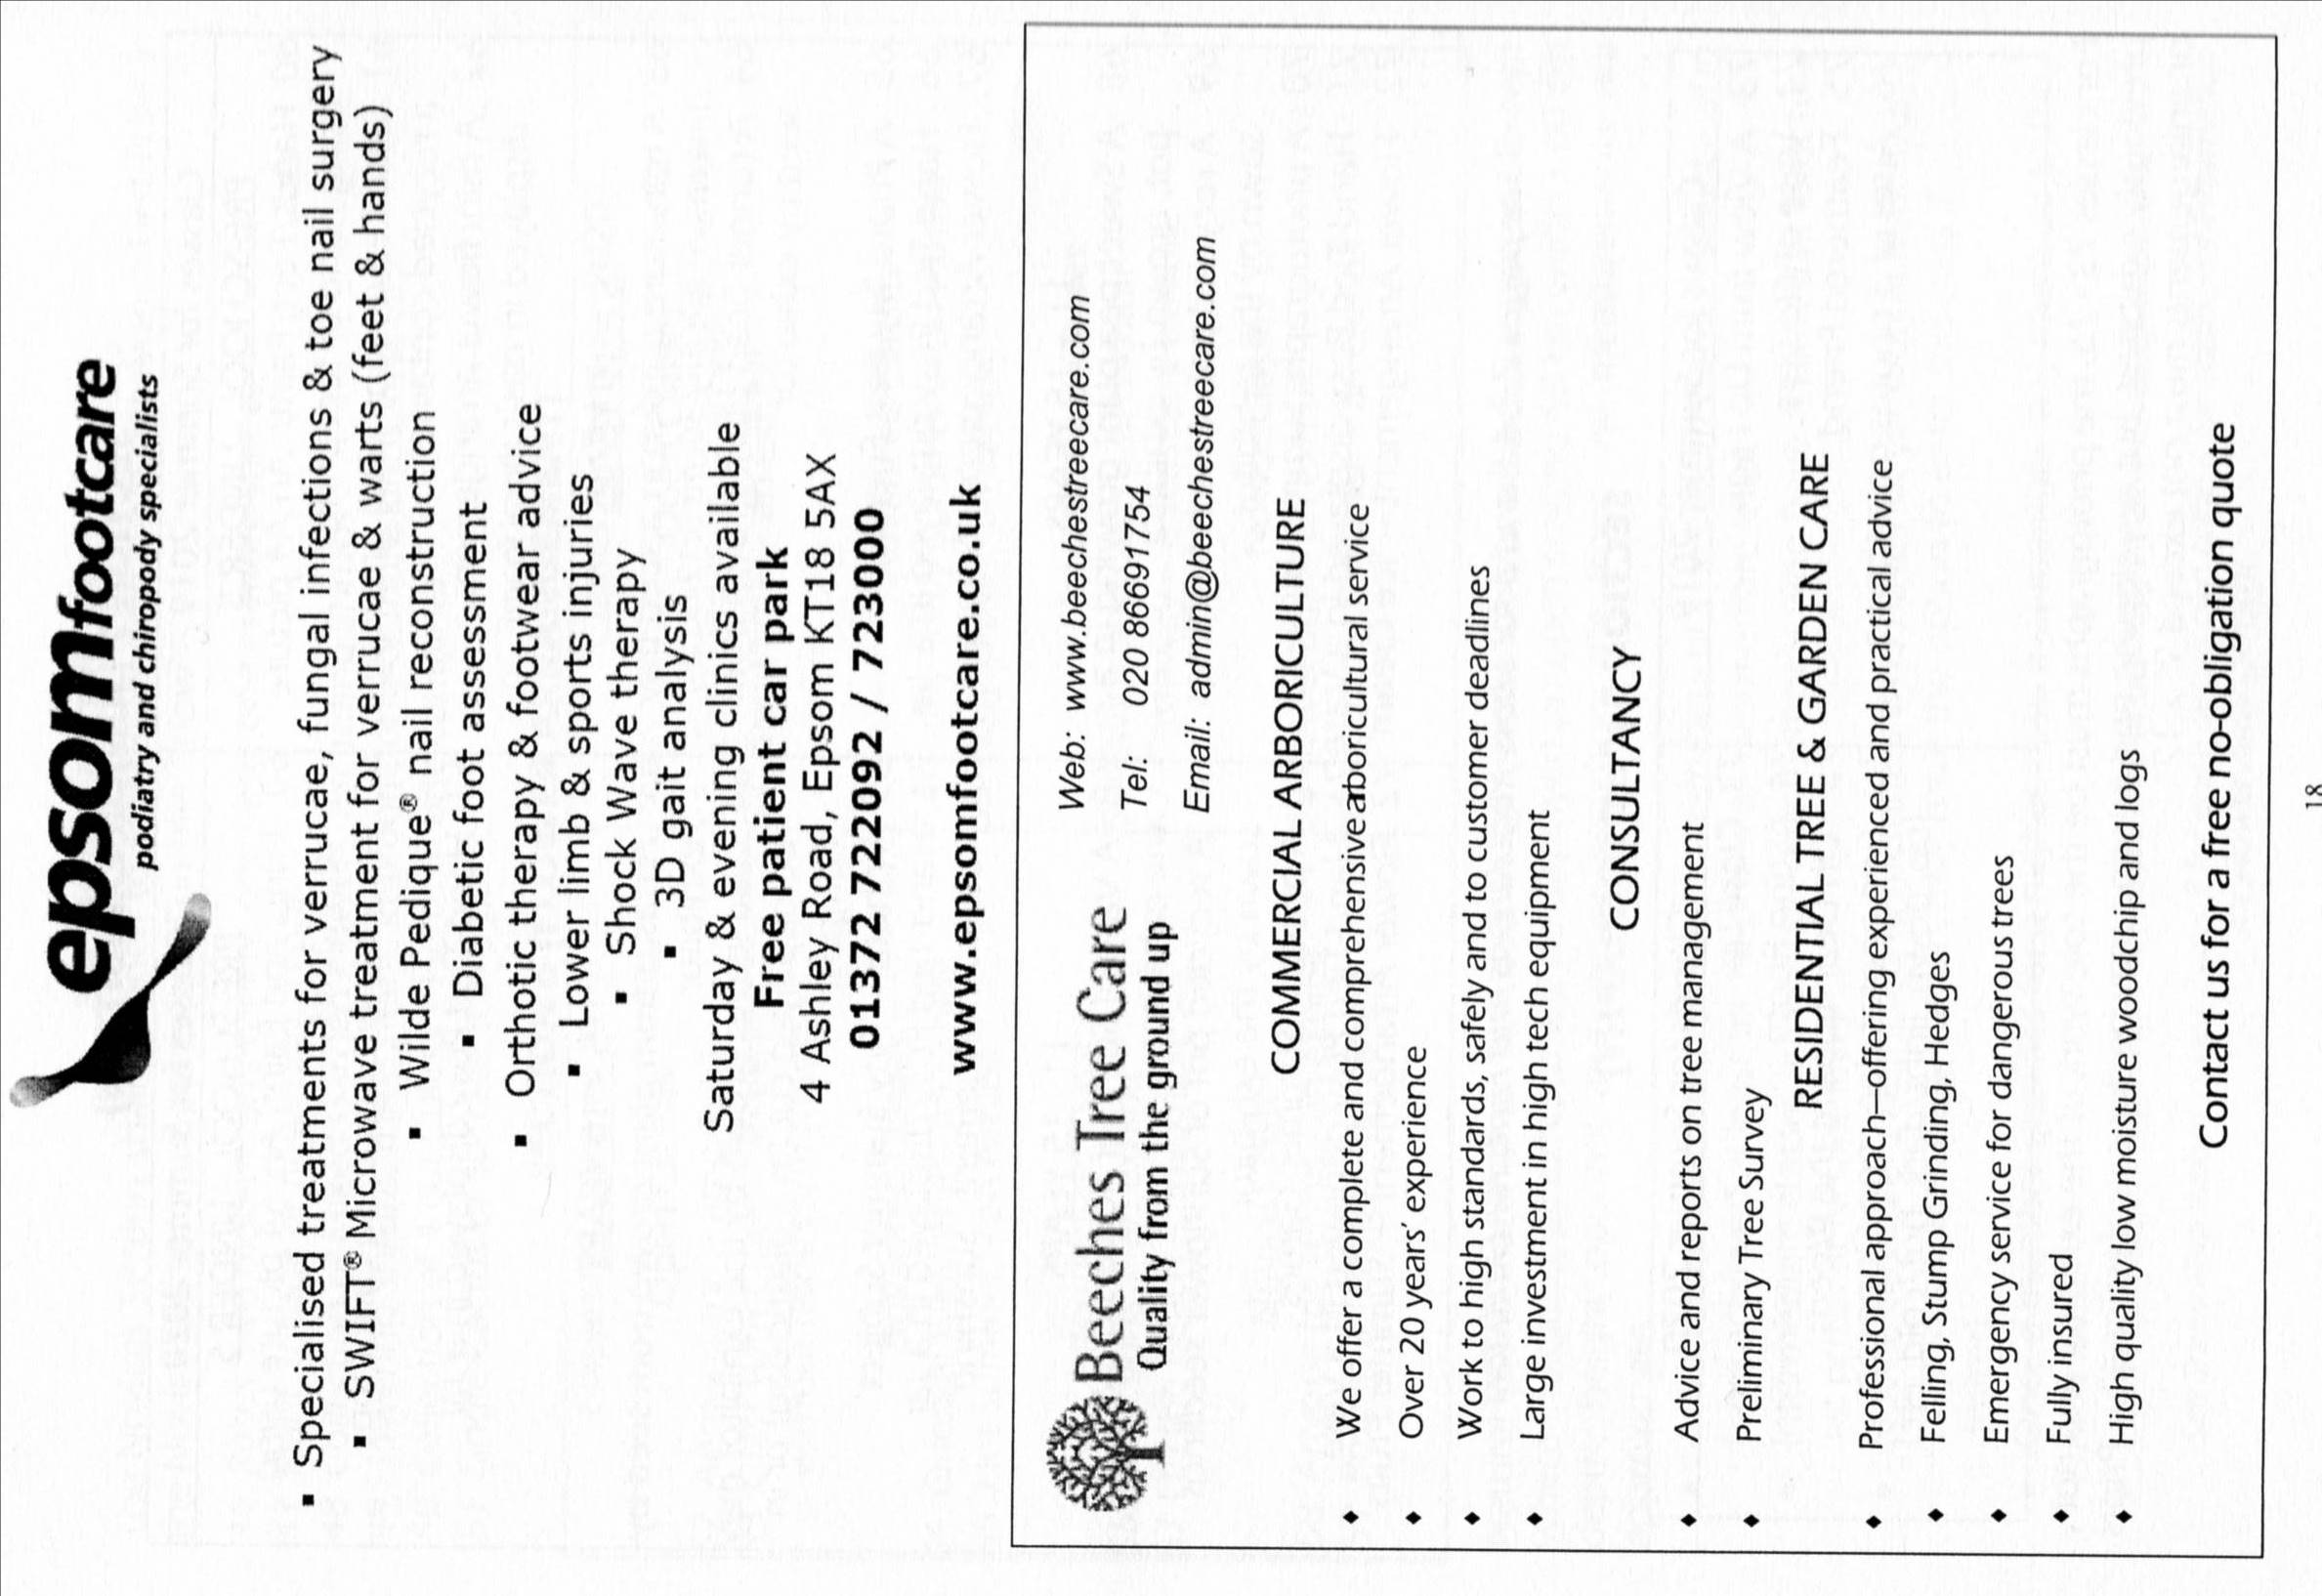 epsomfootcare
podiatry and chiropody specialists
▪ Specialised treatments for verrucae, fungal infections & toe nail surgery
▪ SWIFT® Microwave treatment for verrucae & warts (feet & hands)
▪ Wilde Pedique® nail reconstruction
▪ Diabetic foot assessment
▪ Orthotic therapy & footwear advice
▪ Lower limb & sports injuries
▪ Shock Wave therapy
▪ 3D gait analysis
Saturday & evening clinics available
Free patient car park
4 Ashley Road, Epsom KT18 5AX
01372 722092 / 723000
www.epsomfootcare.co.uk
Beeches Tree Care
Quality from the ground up
Web: www.beechestreecare.com
Tel: 020 86691754
Email: admin@beechestreecare.com
COMMERCIAL ARBORICULTURE
♦ We offer a complete and comprehensive aboricultural service
♦ Over 20 years’ experience
♦ Work to high standards, safely and to customer deadlines
♦ Large investment in high tech equipment
CONSULTANCY
♦ Advice and reports on tree management
♦ Preliminary Tree Survey
RESIDENTIAL TREE & GARDEN CARE
♦ Professional approach—offering experienced and practical advice
♦ Felling, Stump Grinding, Hedges
♦ Emergency service for dangerous trees
♦ Fully insured
♦ High quality low moisture woodchip and logs
Contact us for a free no-obligation quote
18